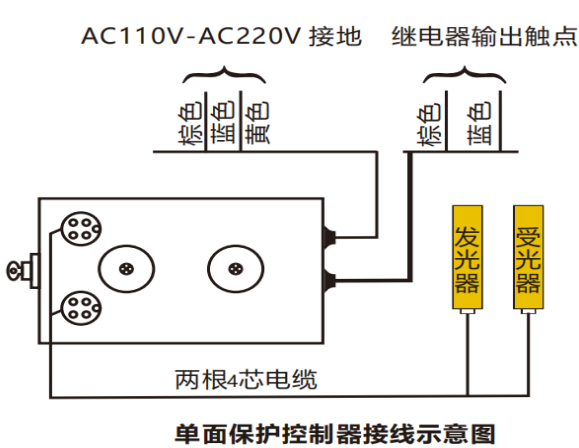 AC110V-AC220V 接地 继电器输出触点
棕色 蓝色 黄色 棕色 蓝色
发光器 受光器
两根4芯电缆
单面保护控制器接线示意图